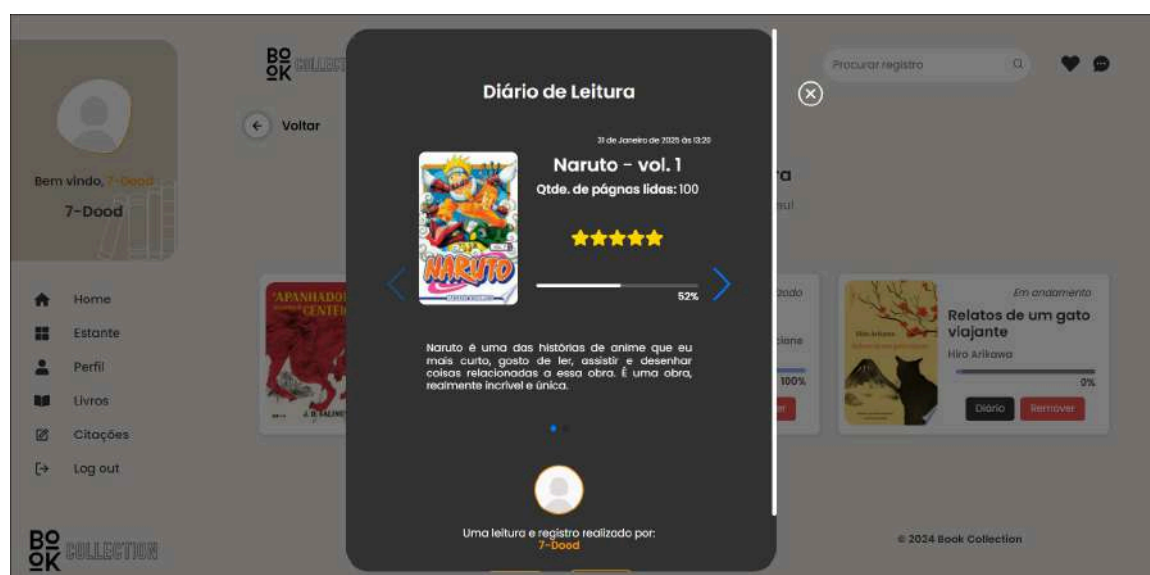 BO
OK COLLECTION
Procurar registro
Voltar
Bem vindo, 7-Dood
7-Dood
Home
Estante
Perfil
Livros
Citações
Log out
BO
OK COLLECTION
Diário de Leitura
31 de Janeiro de 2025 às 13:20
Naruto - vol. 1
Qtde. de págnas lidas: 100
NARUTO
52%
Naruto é uma das histórias de anime que eu
mais curto, gosto de ler, assistir e desenhar
coisas relacionadas a essa obra. É uma obra,
realmente incrivel e única.
Uma leitura e registro realizado por:
7-Dood
100%
Em andamento
Relatos de um gato
viajante
Hiro Arikawa
0%
Diário
Remover
© 2024 Book Collection